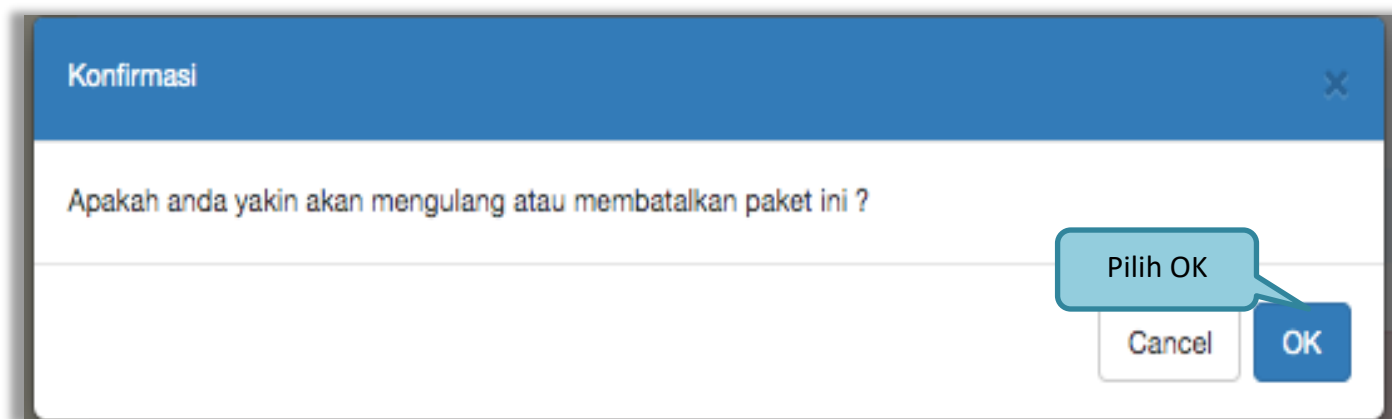 Konfirmasi
×
Apakah anda yakin akan mengulang atau membatalkan paket ini ?
Pilih OK
Cancel
OK